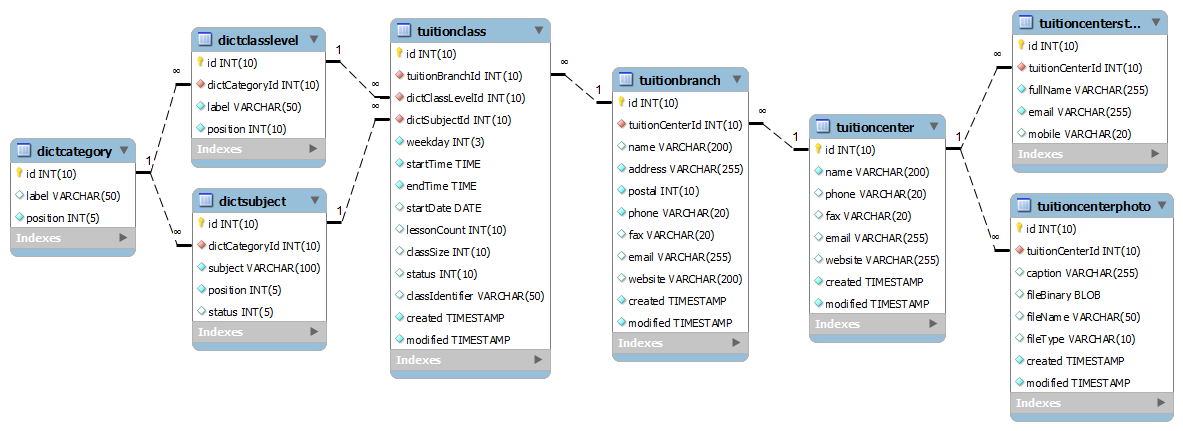 dictcategory
id INT(10)
label VARCHAR(50)
position INT(5)
Indexes
1
∞
∞
dictclasslevel
id INT(10)
dictCategoryId INT(10)
label VARCHAR(50)
position INT(10)
Indexes
1
∞
dictsubject
id INT(10)
dictCategoryId INT(10)
subject VARCHAR(100)
position INT(5)
status INT(5)
Indexes
1
∞
tuitionclass
id INT(10)
tuitionBranchId INT(10)
dictClassLevelId INT(10)
dictSubjectId INT(10)
weekday INT(3)
startTime TIME
endTime TIME
startDate DATE
lessonCount INT(10)
classSize INT(10)
status INT(10)
classIdentifier VARCHAR(50)
created TIMESTAMP
modified TIMESTAMP
Indexes
∞
1
tuitionbranch
id INT(10)
tuitionCenterId INT(10)
name VARCHAR(200)
address VARCHAR(255)
postal INT(10)
phone VARCHAR(20)
fax VARCHAR(20)
email VARCHAR(255)
website VARCHAR(200)
created TIMESTAMP
modified TIMESTAMP
Indexes
∞
1
tuitioncenter
id INT(10)
name VARCHAR(200)
phone VARCHAR(20)
fax VARCHAR(20)
email VARCHAR(255)
website VARCHAR(255)
created TIMESTAMP
modified TIMESTAMP
Indexes
1
∞
∞
tuitioncenterst...
id INT(10)
tuitionCenterId INT(10)
fullName VARCHAR(255)
email VARCHAR(255)
mobile VARCHAR(20)
Indexes
tuitioncenterphoto
id INT(10)
tuitionCenterId INT(10)
caption VARCHAR(255)
fileBinary BLOB
fileName VARCHAR(50)
fileType VARCHAR(10)
created TIMESTAMP
modified TIMESTAMP
Indexes